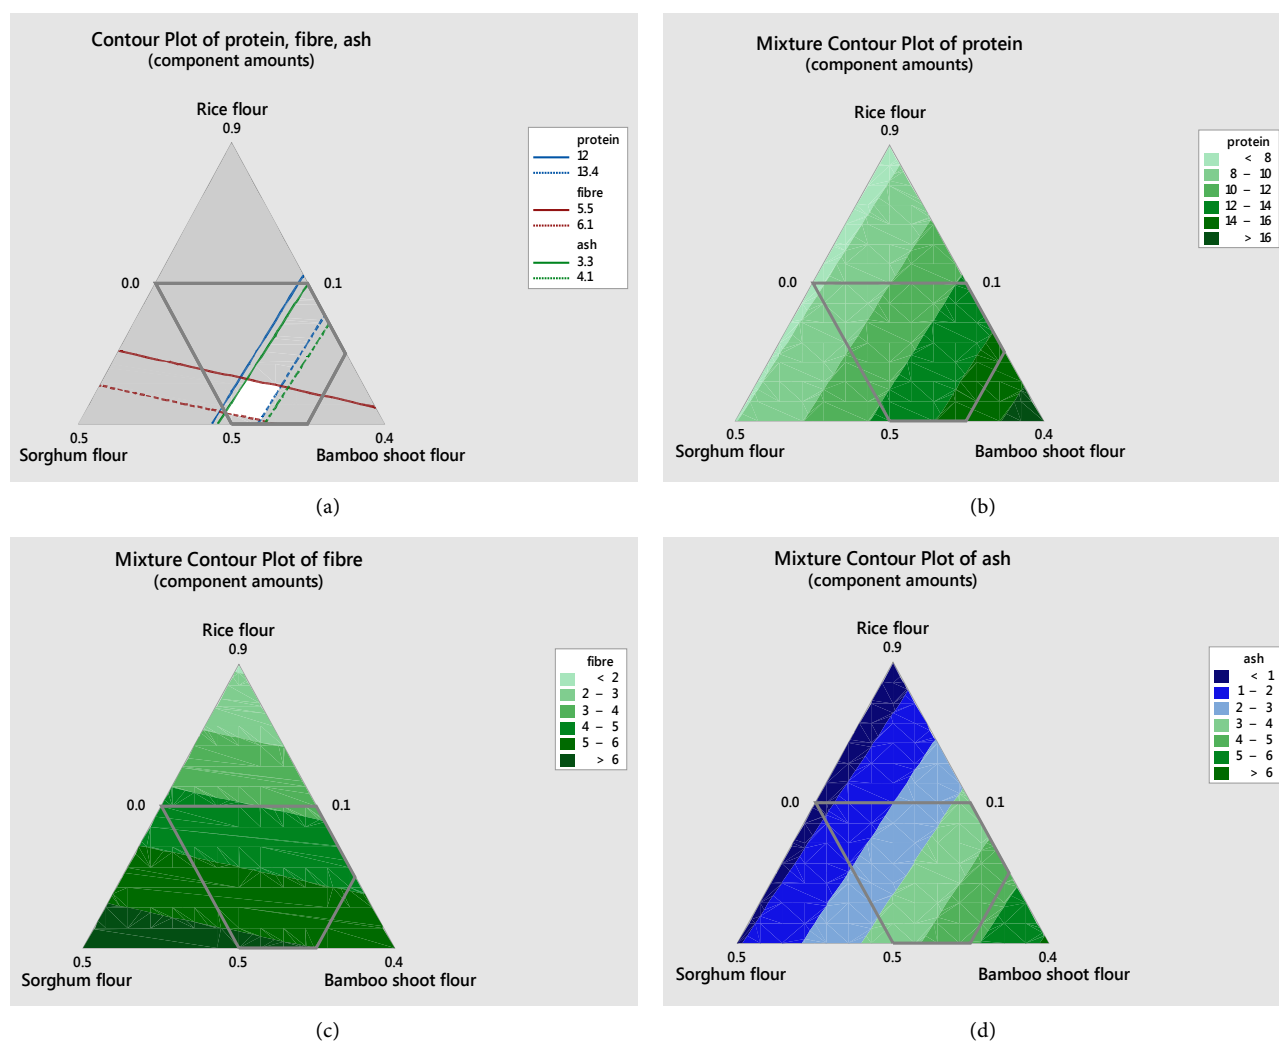 Contour Plot of protein, fibre, ash
(component amounts)
Rice flour
0.9
protein
12
13.4
fibre
5.5
6.1
ash
3.3
4.1
0.0
0.1
0.5
0.5
0.4
Sorghum flour
Bamboo shoot flour
(a)
Mixture Contour Plot of protein
(component amounts)
Rice flour
0.9
protein
< 8
8 – 10
10 – 12
12 – 14
14 – 16
> 16
0.0
0.1
0.5
0.5
0.4
Sorghum flour
Bamboo shoot flour
(b)
Mixture Contour Plot of fibre
(component amounts)
Rice flour
0.9
fibre
< 2
2 – 3
3 – 4
4 – 5
5 – 6
> 6
0.0
0.1
0.5
0.5
0.4
Sorghum flour
Bamboo shoot flour
(c)
Mixture Contour Plot of ash
(component amounts)
Rice flour
0.9
ash
< 1
1 – 2
2 – 3
3 – 4
4 – 5
5 – 6
> 6
0.0
0.1
0.5
0.5
0.4
Sorghum flour
Bamboo shoot flour
(d)